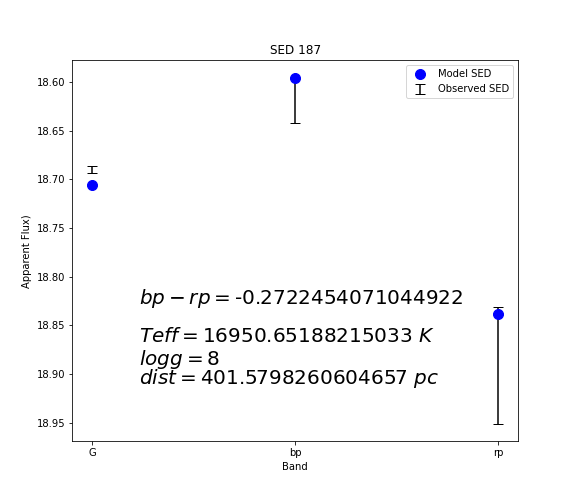 SED 187
Model SED
Observed SED
18.60
18.65
18.70
18.75
18.80
18.85
18.90
18.95
Apparent Flux)
bp − rp = -0.2722454071044922
Teff = 16950.65188215033 K
logg = 8
dist = 401.5798260604657 pc
G
bp
rp
Band